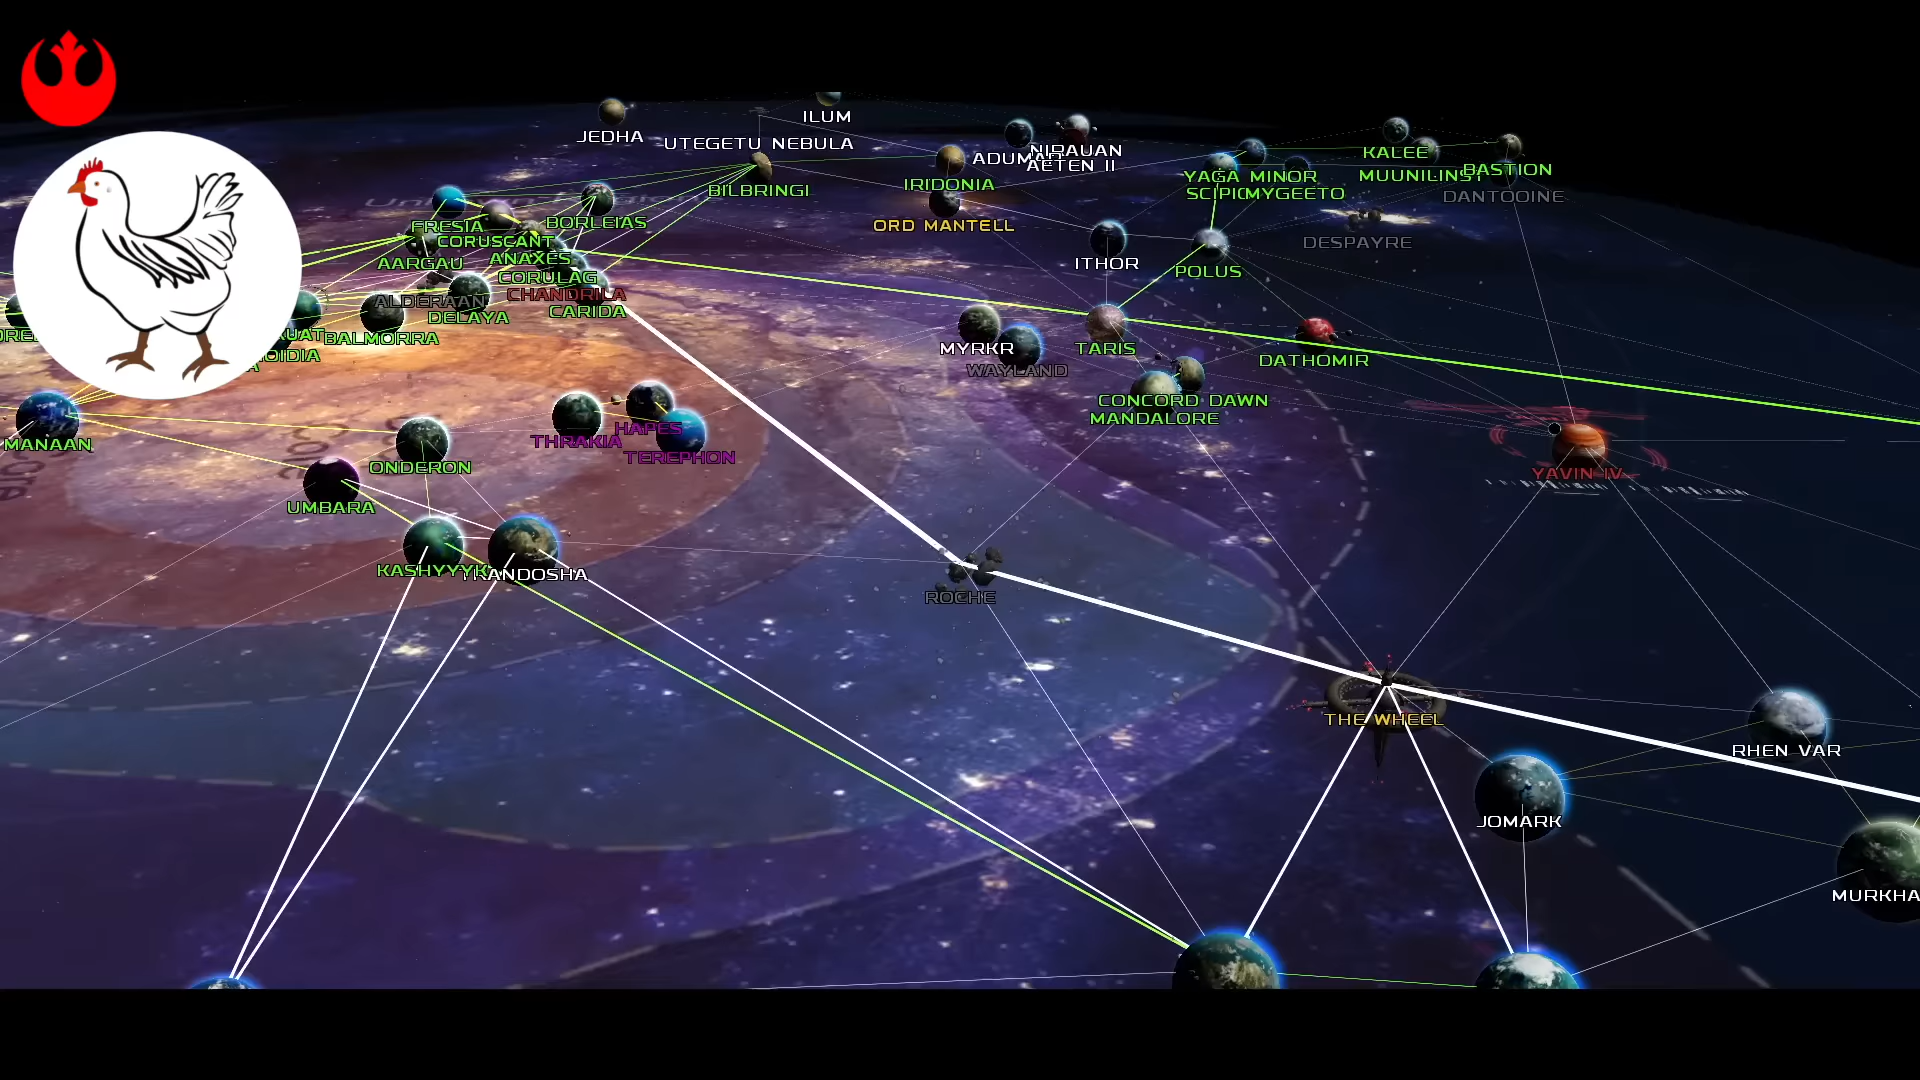 ILUM
JEDHA
UTEGETU NEBULA
NIRAUAN
ADUMAR
AETEN II
KALEE
BASTION
MUUNILINST
BILBRINGI
IRIDONIA
YAGA MINOR
SCIPIO
MYGEETO
DANTOOINE
FRESIA
BORLEIAS
ORD MANTELL
CORUSCANT
DESPAYRE
AARGAU
ANAXES
ITHOR
POLUS
CORULAG
CHANDRILA
ALDERAAN
DELAYA
CARIDA
BALMORRA
MYRKR
TARIS
DATHOMIR
WAYLAND
CONCORD DAWN
MANDALORE
MANAAN
HAPES
THRAKIA
TEREPHON
ONDERON
YAVIN IV
UMBARA
KASHYYYK
TRANDOSHA
ROCHE
THE WHEEL
RHEN VAR
JOMARK
MURKHA